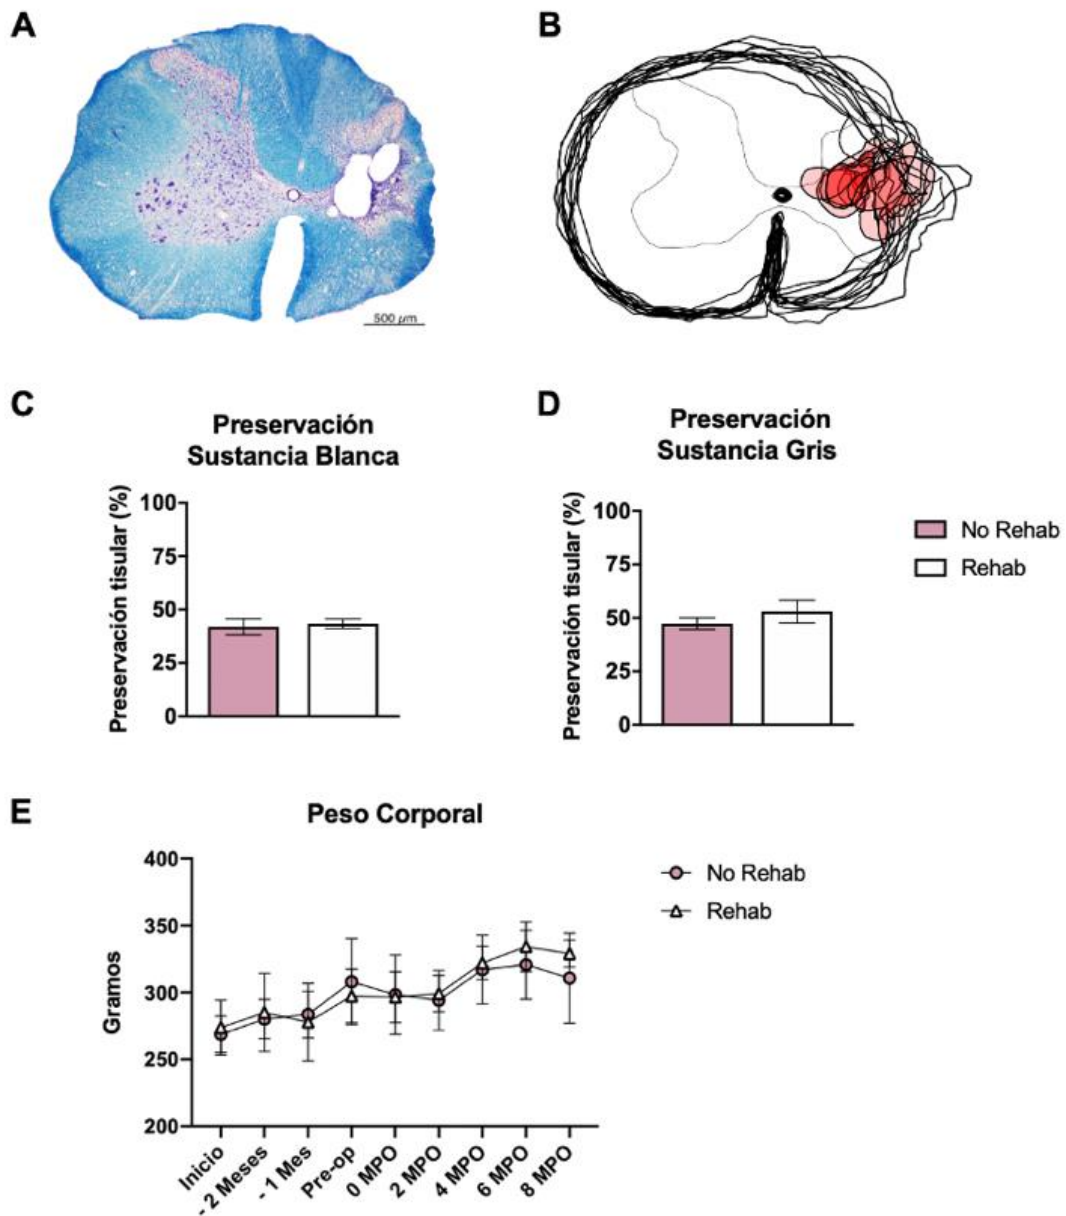 A
B
500 µm
C
Preservación
Sustancia Blanca
Preservación tisular (%)
100
75
50
25
0
D
Preservación
Sustancia Gris
Preservación tisular (%)
100
75
50
25
0
No Rehab
Rehab
E
Peso Corporal
Gramos
400
350
300
250
200
No Rehab
Rehab
Inicio
- 2 Meses
- 1 Mes
Pre-op
0 MPO
2 MPO
4 MPO
6 MPO
8 MPO